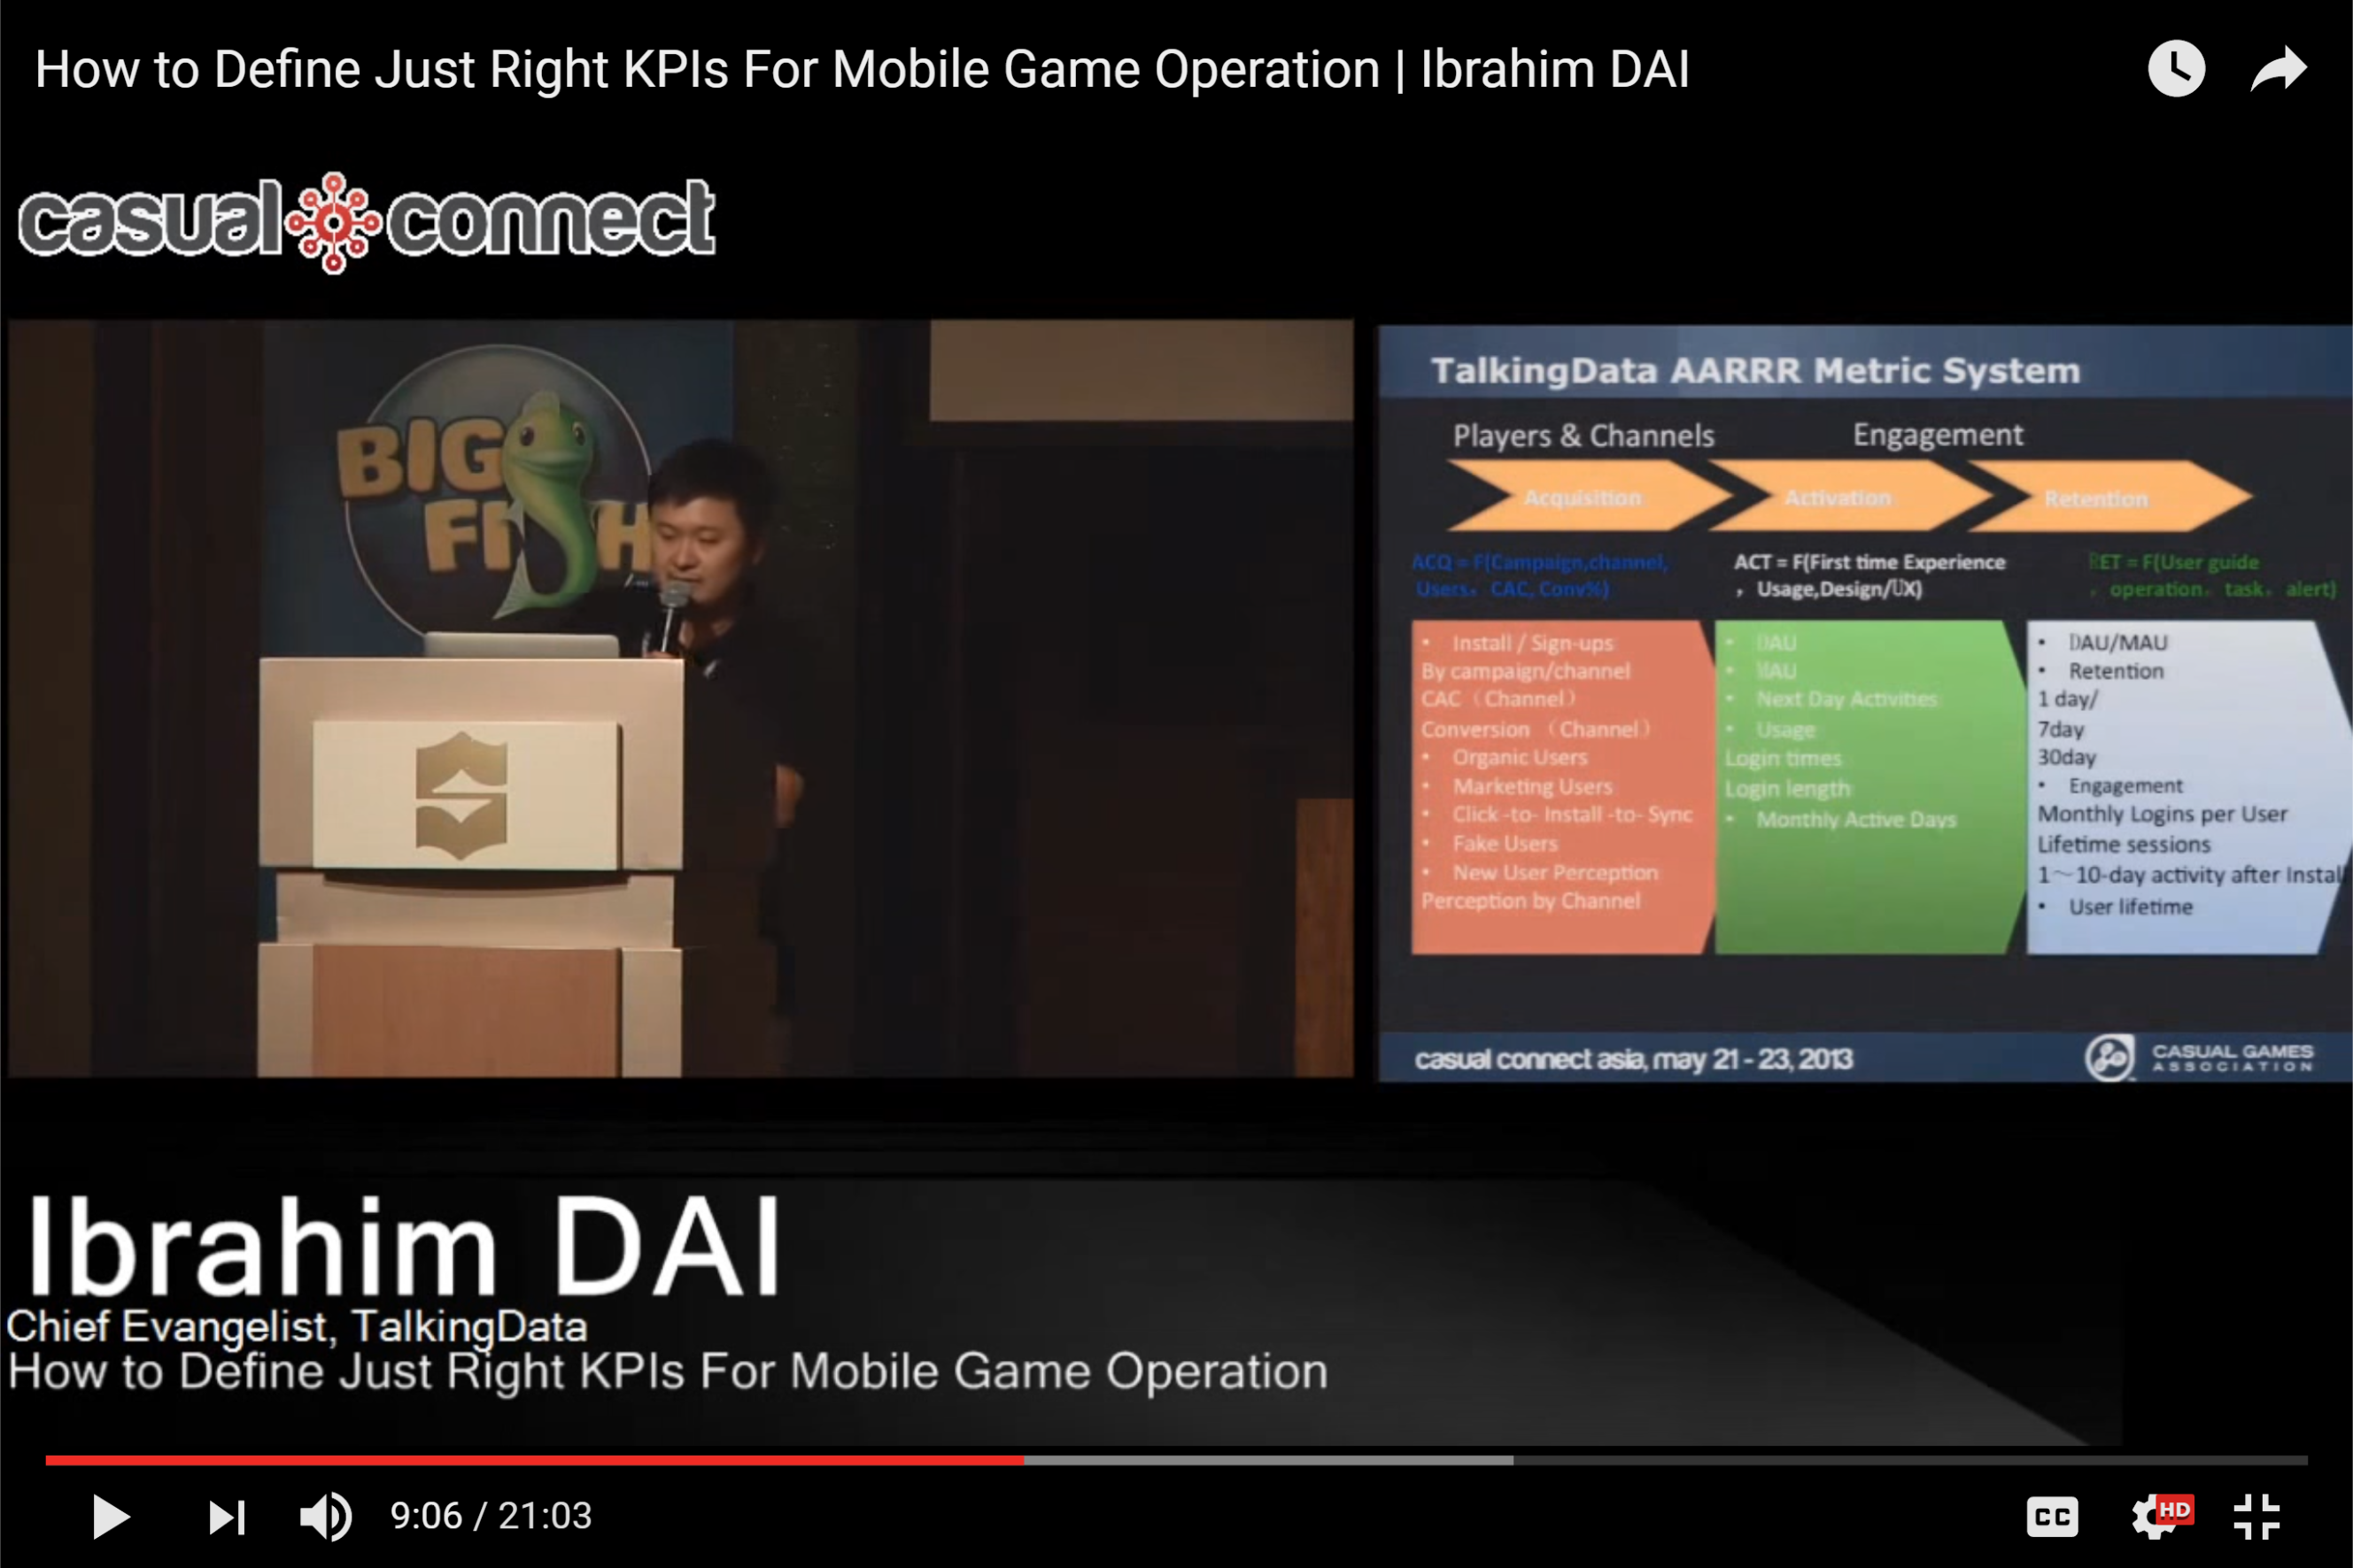 How to Define Just Right KPIs For Mobile Game Operation | Ibrahim DAI
casual connect
BIG
FISH
TalkingData AARRR Metric System
Players & Channels
Engagement
Acquisition
Activation
Retention
ACQ = F(Campaign,channel,
Users，CAC, Conv%)
ACT = F(First time Experience
，Usage,Design/UX)
RET = F(User guide
，operation，task，alert)
• Install / Sign-ups
By campaign/channel
CAC（Channel）
Conversion （Channel）
• Organic Users
• Marketing Users
• Click -to- Install -to- Sync
• Fake Users
• New User Perception
Perception by Channel
• DAU
• MAU
• Next Day Activities
• Usage
Login times
Login length
• Monthly Active Days
• DAU/MAU
• Retention
1 day/
7day
30day
• Engagement
Monthly Logins per User
Lifetime sessions
1～10-day activity after Install
• User lifetime
casual connect asia, may 21 - 23, 2013
CASUAL GAMES
ASSOCIATION
Ibrahim DAI
Chief Evangelist, TalkingData
How to Define Just Right KPIs For Mobile Game Operation
9:06 / 21:03
CC
HD